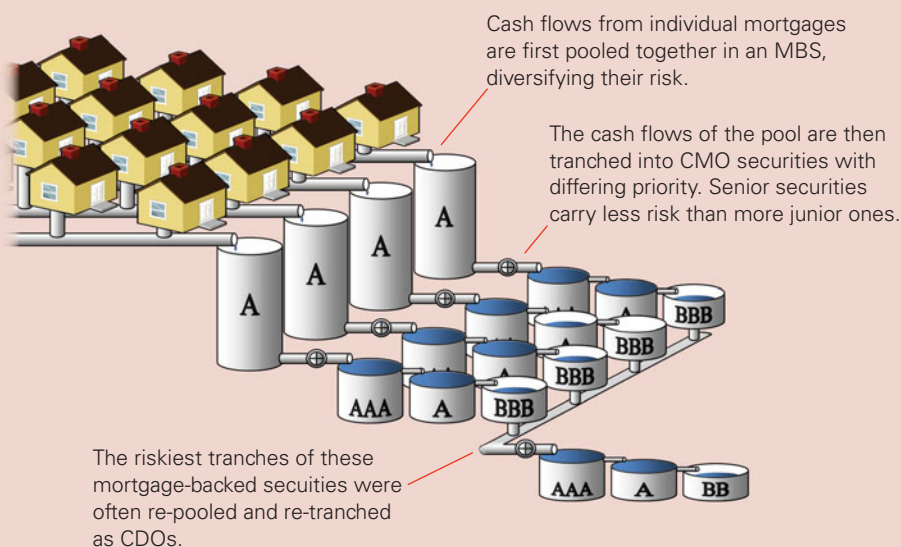 Cash flows from individual mortgages
are first pooled together in an MBS,
diversifying their risk.
The cash flows of the pool are then
tranched into CMO securities with
differing priority. Senior securities
carry less risk than more junior ones.
A
A
A
A
A
BBB
BBB
BBB
AAA
A
BBB
The riskiest tranches of these
mortgage-backed secuities were
often re-pooled and re-tranched
as CDOs.
AAA
A
BB